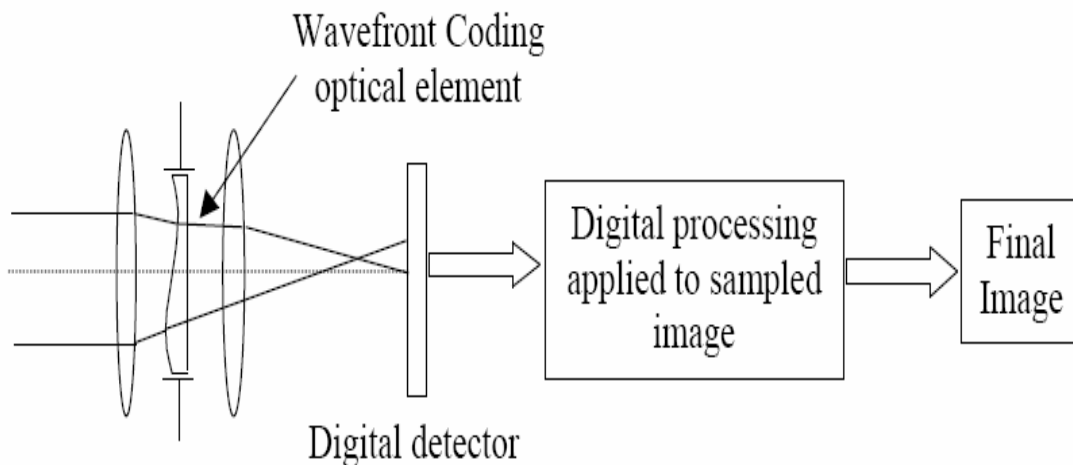 Wavefront Coding
optical element
Digital processing
applied to sampled
image
Final
Image
Digital detector